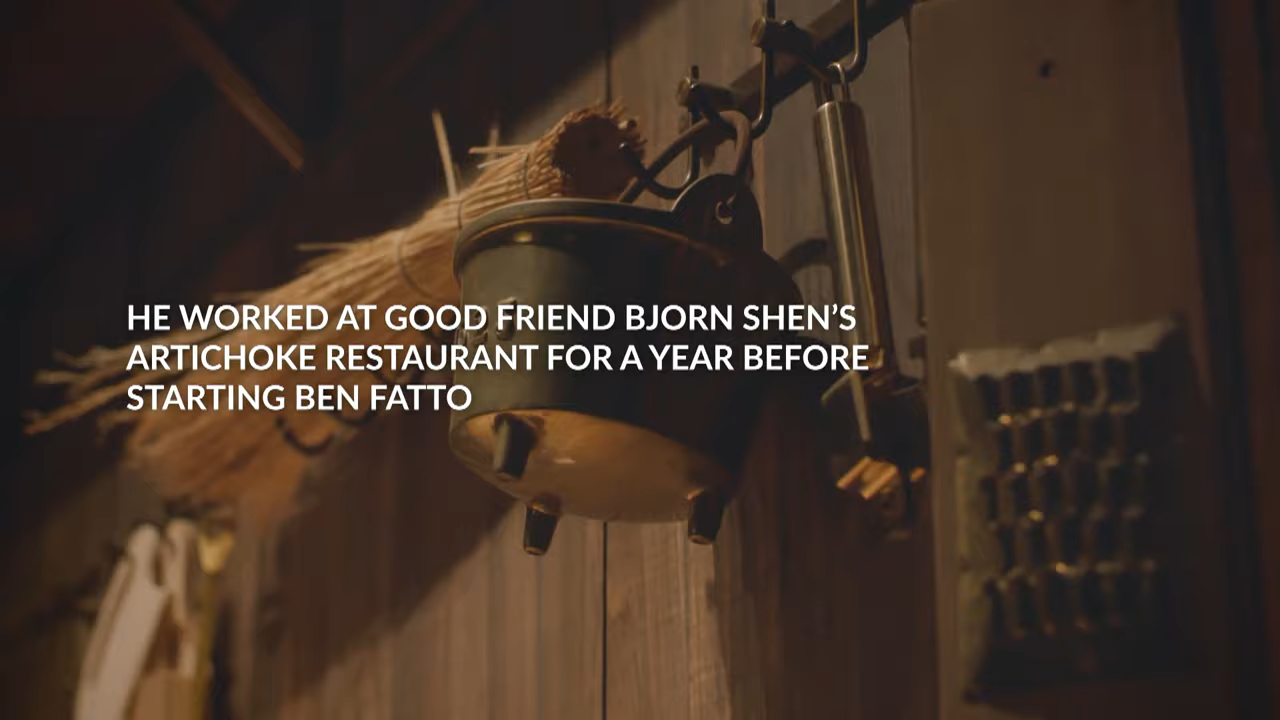 HE WORKED AT GOOD FRIEND BJORN SHEN’S
ARTICHOKE RESTAURANT FOR A YEAR BEFORE
STARTING BEN FATTO